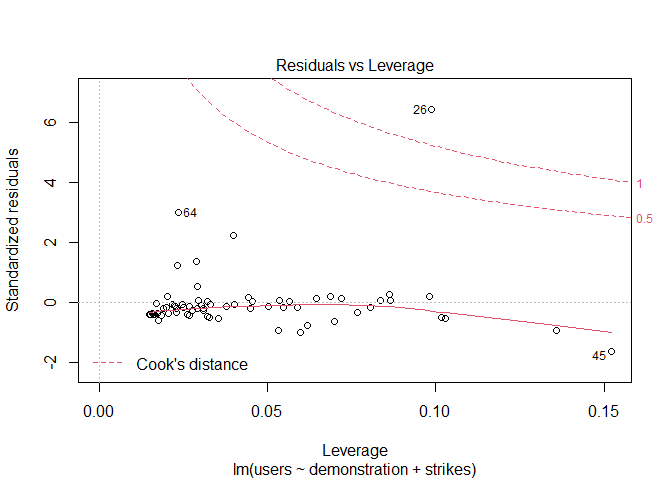 Residuals vs Leverage
Standardized residuals
6
4
2
0
-2
26
64
45
1
0.5
Cook's distance
0.00
0.05
0.10
0.15
Leverage
lm(users ~ demonstration + strikes)